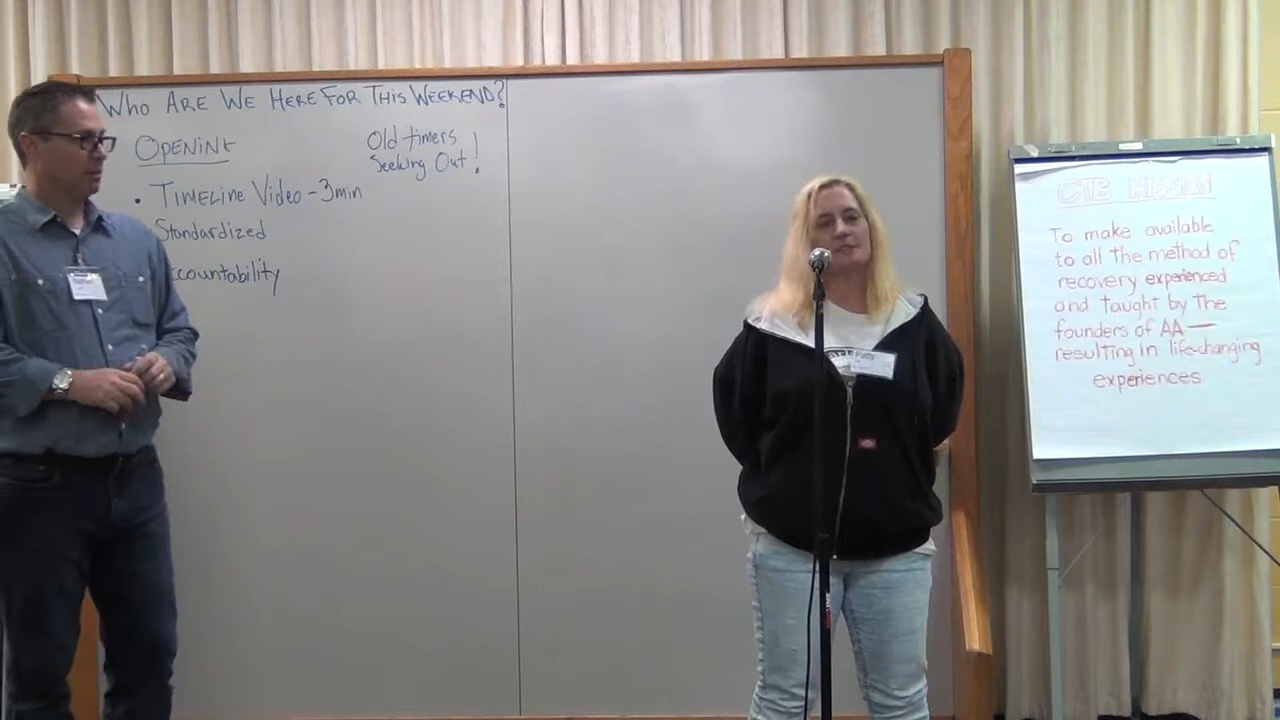 WHO ARE WE HERE FOR THIS WEEKEND?
OPENINK
Old-timers
Seeking Out!
• TIMELINE VIDEO - 3min
Standardized
ccountability
Patty
CTB MISSION
To make available
to all the method of
recovery experienced
and taught by the
founders of AA —
resulting in life-changing
experiences